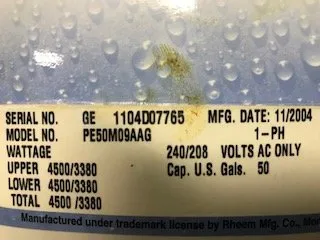 SERIAL NO. GE 1104D07765 MFG. DATE: 11/2004
MODEL NO. PE50M09AAG 1-PH
WATTAGE 240/208 VOLTS AC ONLY
UPPER 4500/3380 Cap. U.S. Gals. 50
LOWER 4500/3380
TOTAL 4500 /3380
Manufactured under trademark license by Rheem Mfg. Co.,